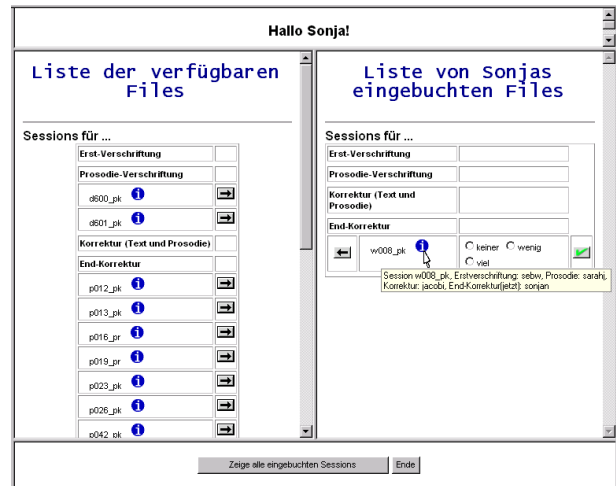 Hallo Sonja!
Liste der verfügbaren
Files
Sessions für ...
Erst-Verschriftung
Prosodie-Verschriftung
d600_pk
d601_pk
Korrektur (Text und Prosodie)
End-Korrektur
p012_pk
p013_pk
p016_pr
p019_pr
p023_pk
p026_pk
p042_pk
Liste von Sonjas
eingebuchten Files
Sessions für ...
Erst-Verschriftung
Prosodie-Verschriftung
Korrektur (Text und
Prosodie)
End-Korrektur
w008_pk
keiner wenig
viel
Session w008_pk, Erstverschriftung: sebw, Prosodie: sarahj,
Korrektur: jacobi, End-Korrektur(jetzt): sonjan
Zeige alle eingebuchten Sessions
Ende